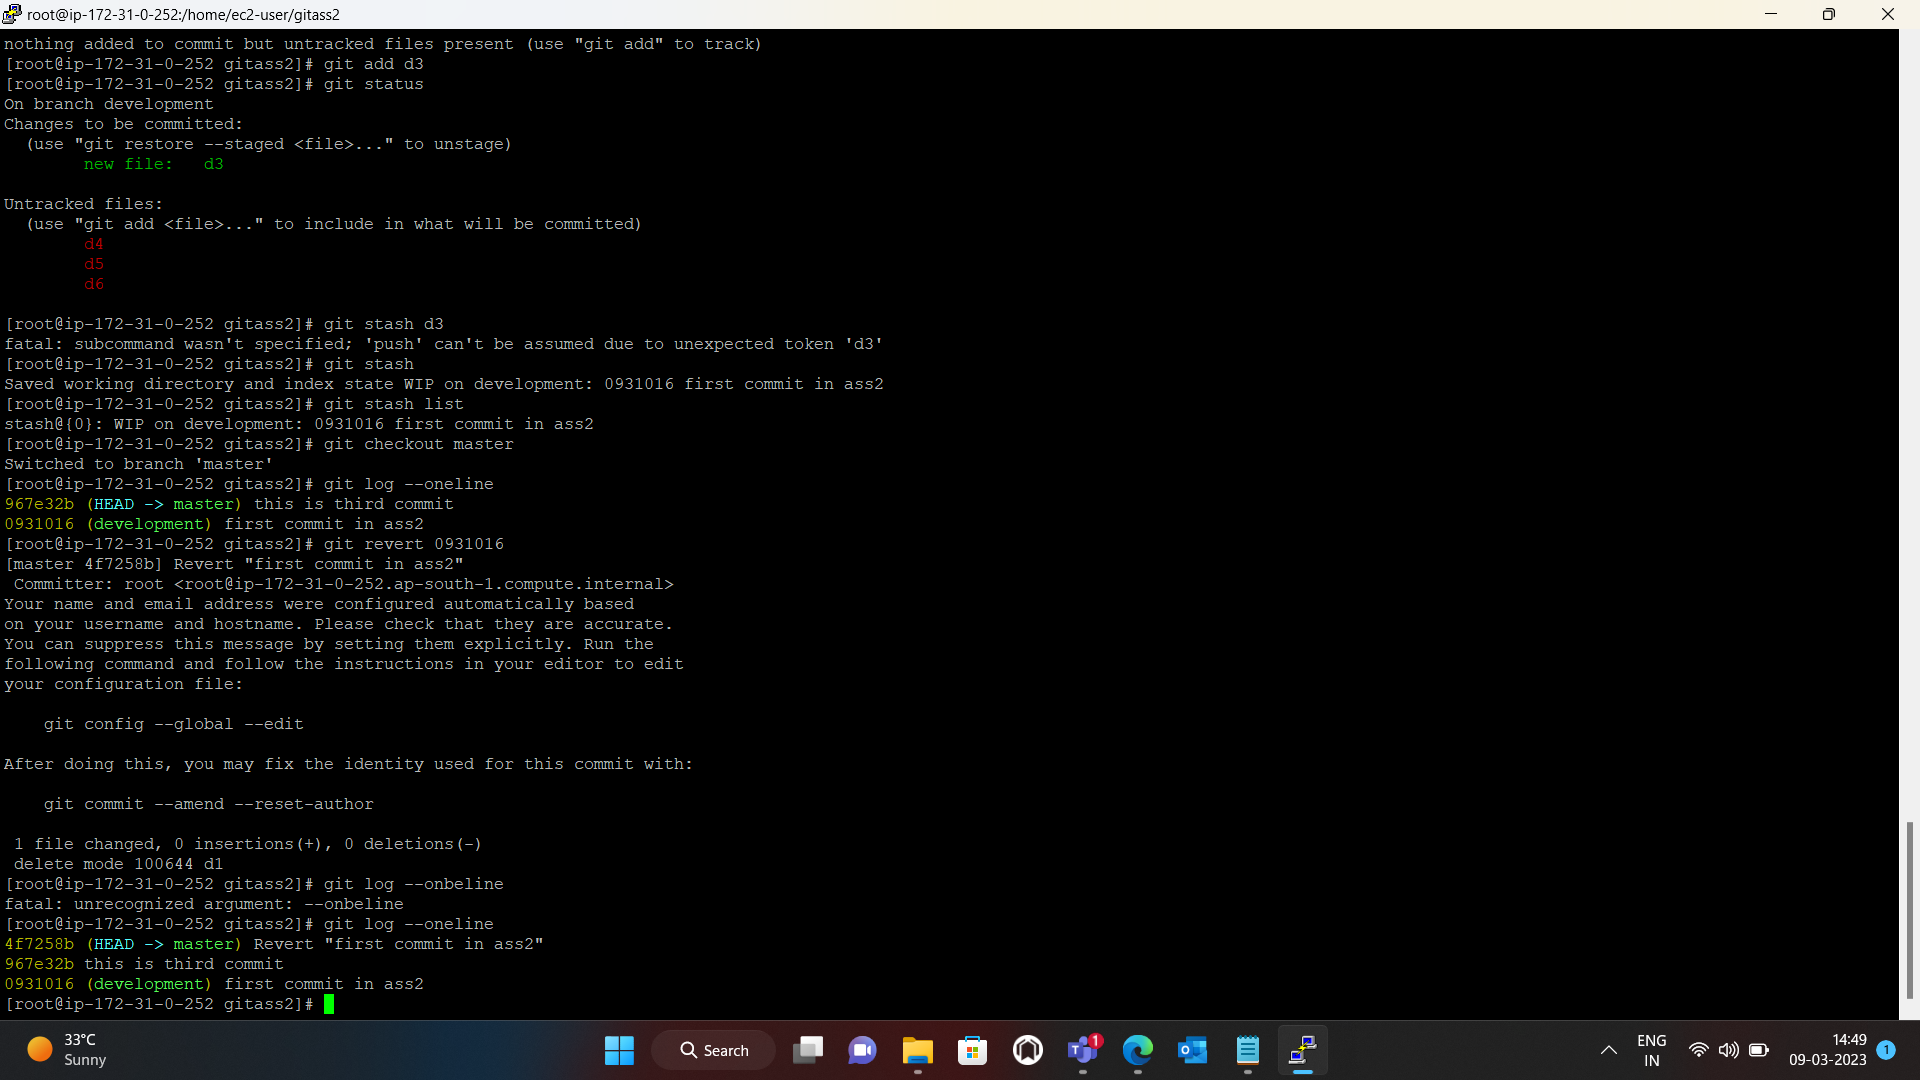 root@ip-172-31-0-252:/home/ec2-user/gitass2
nothing added to commit but untracked files present (use "git add" to track)
[root@ip-172-31-0-252 gitass2]# git add d3
[root@ip-172-31-0-252 gitass2]# git status
On branch development
Changes to be committed:
  (use "git restore --staged <file>..." to unstage)
        new file:   d3
Untracked files:
  (use "git add <file>..." to include in what will be committed)
        d4
        d5
        d6
[root@ip-172-31-0-252 gitass2]# git stash d3
fatal: subcommand wasn't specified; 'push' can't be assumed due to unexpected token 'd3'
[root@ip-172-31-0-252 gitass2]# git stash
Saved working directory and index state WIP on development: 0931016 first commit in ass2
[root@ip-172-31-0-252 gitass2]# git stash list
stash@{0}: WIP on development: 0931016 first commit in ass2
[root@ip-172-31-0-252 gitass2]# git checkout master
Switched to branch 'master'
[root@ip-172-31-0-252 gitass2]# git log --oneline
967e32b (HEAD -> master) this is third commit
0931016 (development) first commit in ass2
[root@ip-172-31-0-252 gitass2]# git revert 0931016
[master 4f7258b] Revert "first commit in ass2"
 Committer: root <root@ip-172-31-0-252.ap-south-1.compute.internal>
Your name and email address were configured automatically based
on your username and hostname. Please check that they are accurate.
You can suppress this message by setting them explicitly. Run the
following command and follow the instructions in your editor to edit
your configuration file:
    git config --global --edit
After doing this, you may fix the identity used for this commit with:
    git commit --amend --reset-author
 1 file changed, 0 insertions(+), 0 deletions(-)
 delete mode 100644 d1
[root@ip-172-31-0-252 gitass2]# git log --onbeline
fatal: unrecognized argument: --onbeline
[root@ip-172-31-0-252 gitass2]# git log --oneline
4f7258b (HEAD -> master) Revert "first commit in ass2"
967e32b this is third commit
0931016 (development) first commit in ass2
[root@ip-172-31-0-252 gitass2]#
33°C
Sunny
Search
1
ENG
IN
14:49
09-03-2023
1